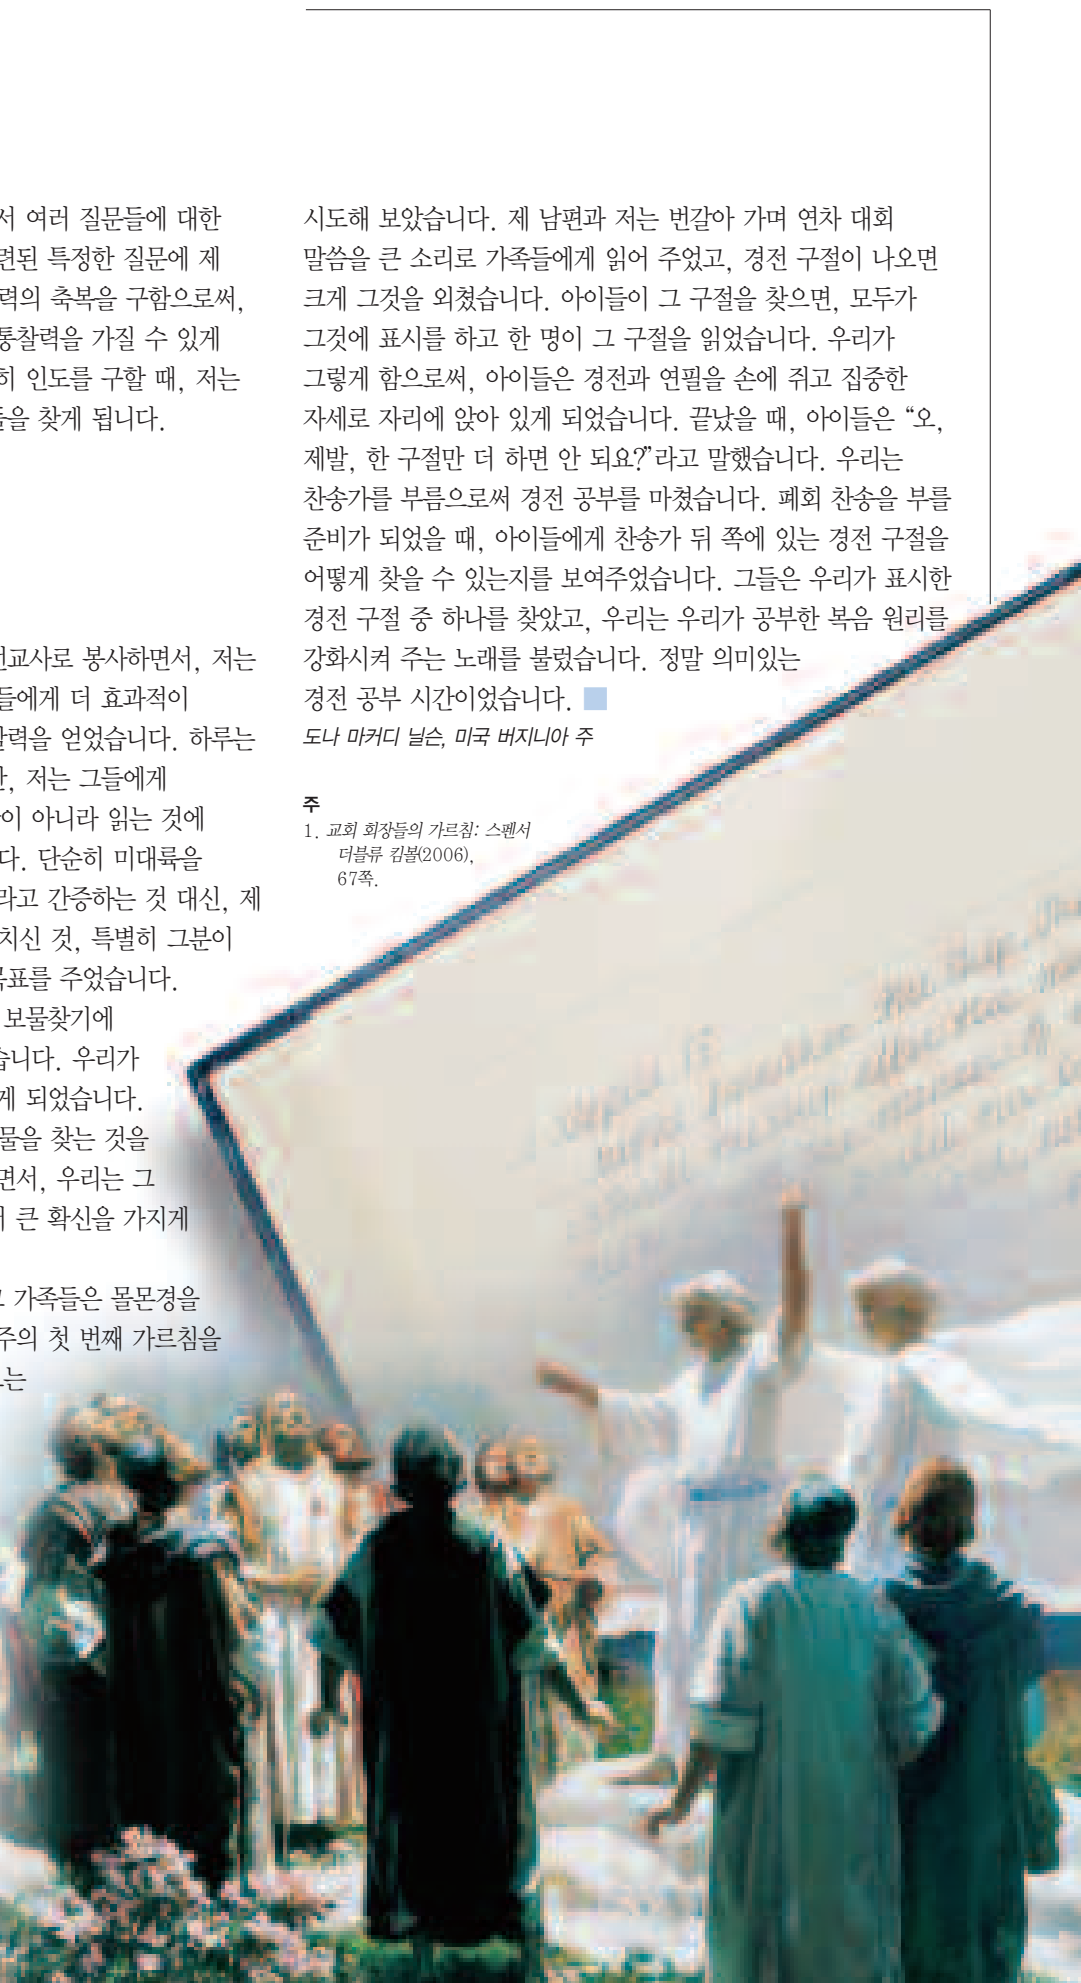 서 여러 질문들에 대한
련된 특정한 질문에 제
력의 축복을 구함으로써,
통찰력을 가질 수 있게
히 인도를 구할 때, 저는
들을 찾게 됩니다.
선교사로 봉사하면서, 저는
들에게 더 효과적이
찰력을 얻었습니다. 하루는
안, 저는 그들에게
이 아니라 읽는 것에
다. 단순히 미대륙을
라고 간증하는 것 대신, 제
치신 것, 특별히 그분이
목표를 주었습니다.
보물찾기에
습니다. 우리가
게 되었습니다.
물을 찾는 것을
면서, 우리는 그
큰 확신을 가지게
가족들은 몰몬경을
주의 첫 번째 가르침을
는
시도해 보았습니다. 제 남편과 저는 번갈아 가며 연차 대회
말씀을 큰 소리로 가족들에게 읽어 주었고, 경전 구절이 나오면
크게 그것을 외쳤습니다. 아이들이 그 구절을 찾으면, 모두가
그것에 표시를 하고 한 명이 그 구절을 읽었습니다. 우리가
그렇게 함으로써, 아이들은 경전과 연필을 손에 쥐고 집중한
자세로 자리에 앉아 있게 되었습니다. 끝났을 때, 아이들은 “오,
제발, 한 구절만 더 하면 안 되요?”라고 말했습니다. 우리는
찬송가를 부름으로써 경전 공부를 마쳤습니다. 폐회 찬송을 부를
준비가 되었을 때, 아이들에게 찬송가 뒤 쪽에 있는 경전 구절을
어떻게 찾을 수 있는지를 보여주었습니다. 그들은 우리가 표시한
경전 구절 중 하나를 찾았고, 우리는 우리가 공부한 복음 원리를
강화시켜 주는 노래를 불렀습니다. 정말 의미있는
경전 공부 시간이었습니다.
도나 마커디 닐슨, 미국 버지니아 주
주
1. 교회 회장들의 가르침: 스펜서
더블류 킴볼(2006),
67쪽.